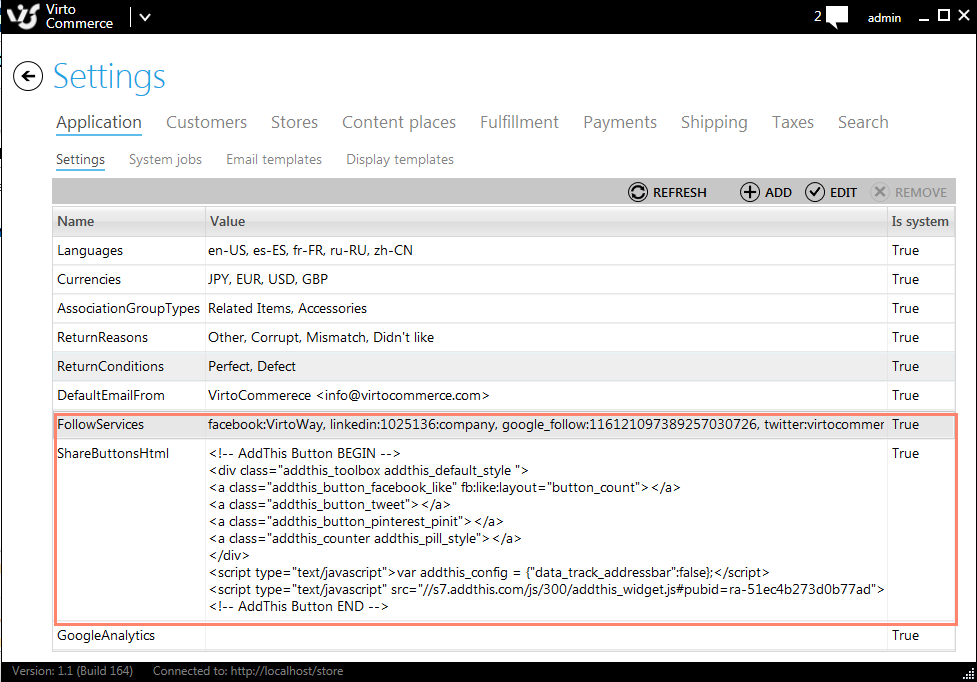 Virto
Commerce
2
admin
Settings
Application Customers Stores Content places Fulfillment Payments Shipping Taxes Search
Settings System jobs Email templates Display templates
REFRESH ADD EDIT REMOVE
Name Value Is system
Languages en-US, es-ES, fr-FR, ru-RU, zh-CN True
Currencies JPY, EUR, USD, GBP True
AssociationGroupTypes Related Items, Accessories True
ReturnReasons Other, Corrupt, Mismatch, Didn't like True
ReturnConditions Perfect, Defect True
DefaultEmailFrom VirtoCommerece <info@virtocommerce.com> True
FollowServices facebook:VirtoWay, linkedin:1025136:company, google_follow:116121097389257030726, twitter:virtocommer True
ShareButtonsHtml <!-- AddThis Button BEGIN --> True
<div class="addthis_toolbox addthis_default_style ">
<a class="addthis_button_facebook_like" fb:like:layout="button_count"></a>
<a class="addthis_button_tweet"></a>
<a class="addthis_button_pinterest_pinit"></a>
<a class="addthis_counter addthis_pill_style"></a>
</div>
<script type="text/javascript">var addthis_config = {"data_track_addressbar":false};</script>
<script type="text/javascript" src="//s7.addthis.com/js/300/addthis_widget.js#pubid=ra-51ec4b273d0b77ad">
<!-- AddThis Button END -->
GoogleAnalytics True
Version: 1.1 (Build 164) Connected to: http://localhost/store